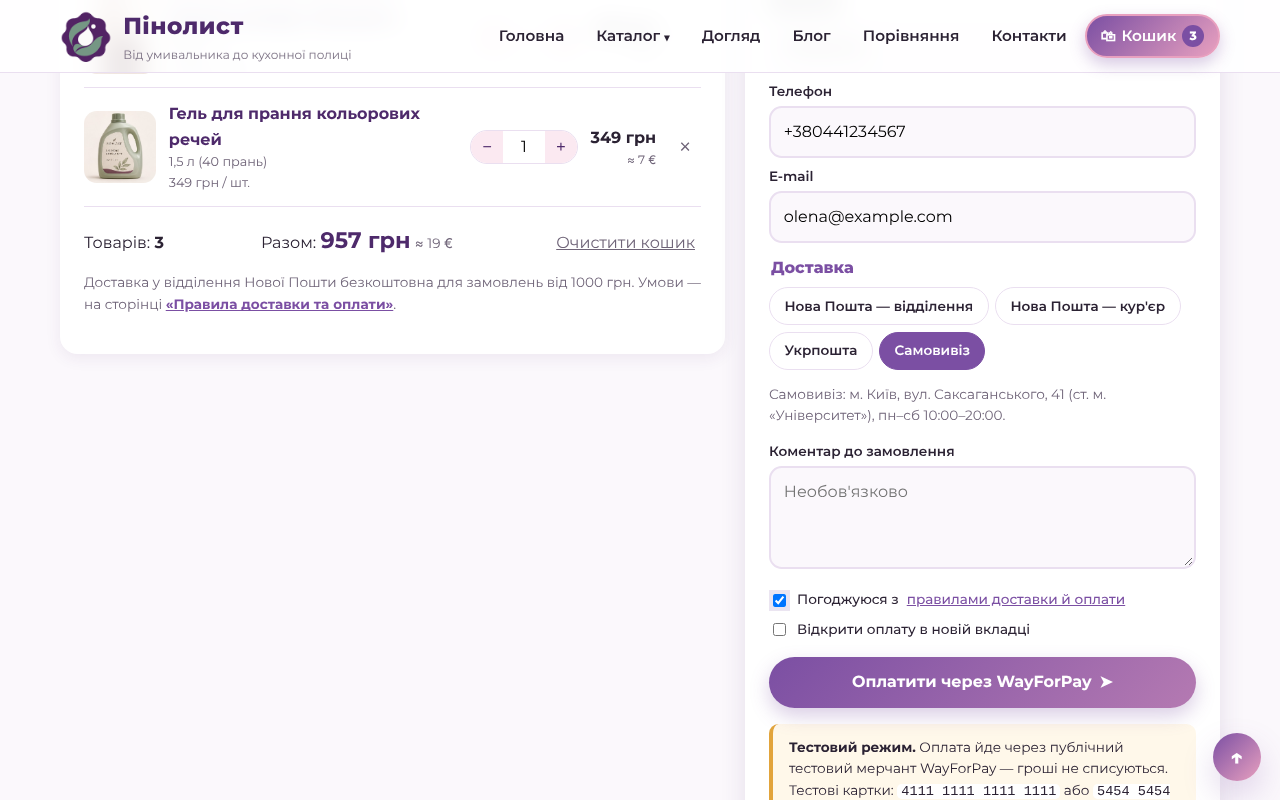 Пінолист
Від умивальника до кухонної полиці
Головна
Каталог ▾
Догляд
Блог
Порівняння
Контакти
🛍 Кошик 3
Гель для прання кольорових
речей
1,5 л (40 прань)
349 грн / шт.
− 1 +
349 грн
≈ 7 €
×
Товарів: 3
Разом: 957 грн ≈ 19 €
Очистити кошик
Доставка у відділення Нової Пошти безкоштовна для замовлень від 1000 грн. Умови —
на сторінці «Правила доставки та оплати».
Телефон
+380441234567
E-mail
olena@example.com
Доставка
Нова Пошта — відділення
Нова Пошта — кур'єр
Укрпошта
Самовивіз
Самовивіз: м. Київ, вул. Саксаганського, 41 (ст. м.
«Університет»), пн–сб 10:00–20:00.
Коментар до замовлення
Необов'язково
Погоджуюся з правилами доставки й оплати
Відкрити оплату в новій вкладці
Оплатити через WayForPay ➤
Тестовий режим. Оплата йде через публічний
тестовий мерчант WayForPay — гроші не списуються.
Тестові картки: 4111 1111 1111 1111 або 5454 5454
↑